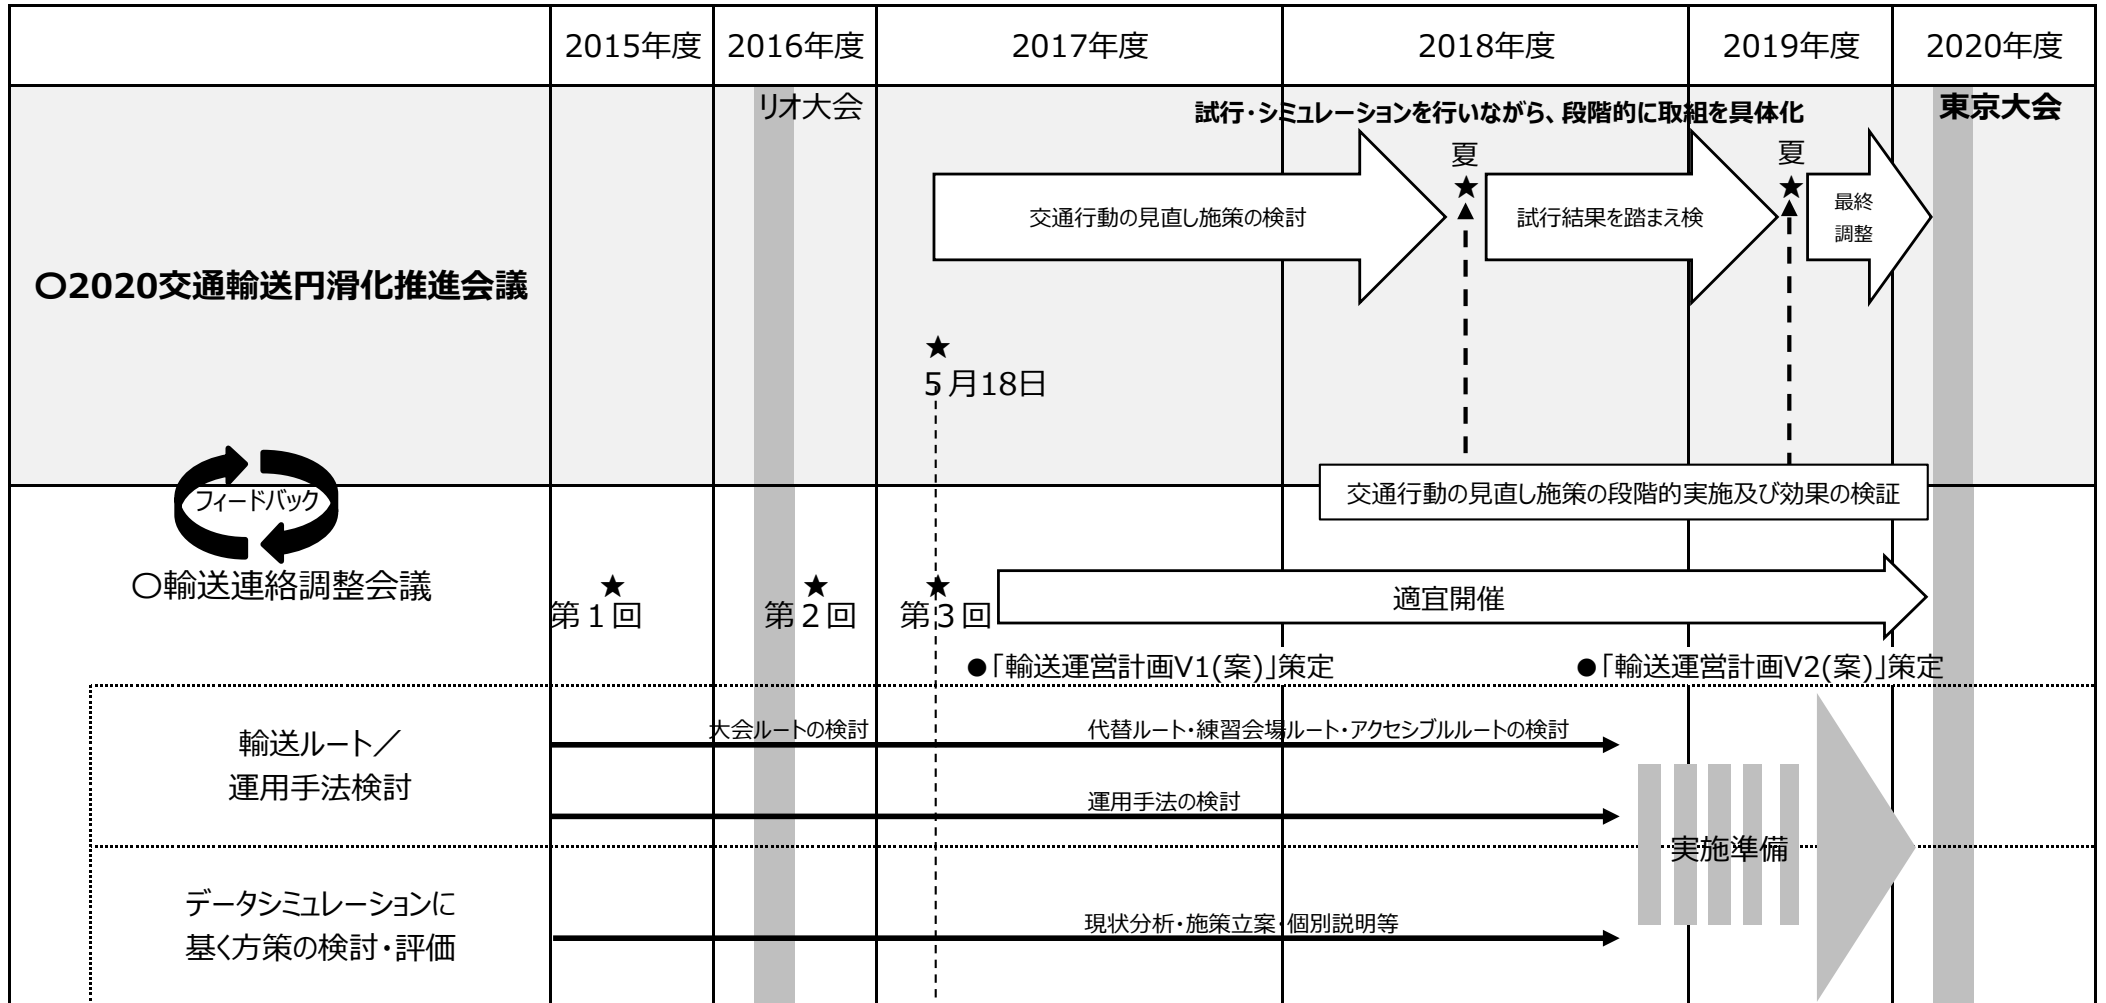 2015年度
2016年度
2017年度
2018年度
2019年度
2020年度
リオ大会
試行・シミュレーションを行いながら、段階的に取組を具体化
東京大会
夏
夏
交通行動の見直し施策の検討
試行結果を踏まえ検
最終
調整
〇2020交通輸送円滑化推進会議
★
５月18日
フィードバック
交通行動の見直し施策の段階的実施及び効果の検証
〇輸送連絡調整会議
第１回
第２回
第３回
適宜開催
●「輸送運営計画V1(案)」策定
●「輸送運営計画V2(案)」策定
輸送ルート／
運用手法検討
大会ルートの検討
代替ルート・練習会場ルート・アクセシブルルートの検討
運用手法の検討
実施準備
データシミュレーションに
基く方策の検討・評価
現状分析・施策立案・個別説明等